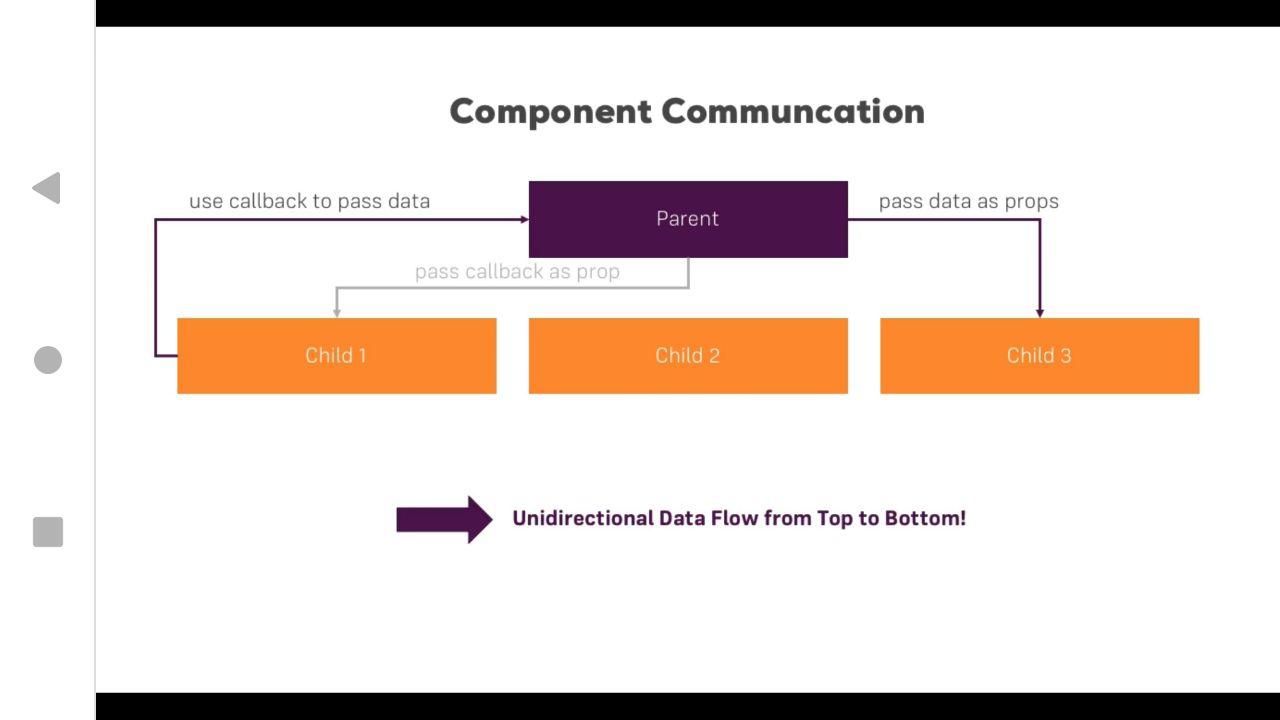 Component Communcation
use callback to pass data
Parent
pass data as props
pass callback as prop
Child 1
Child 2
Child 3
Unidirectional Data Flow from Top to Bottom!